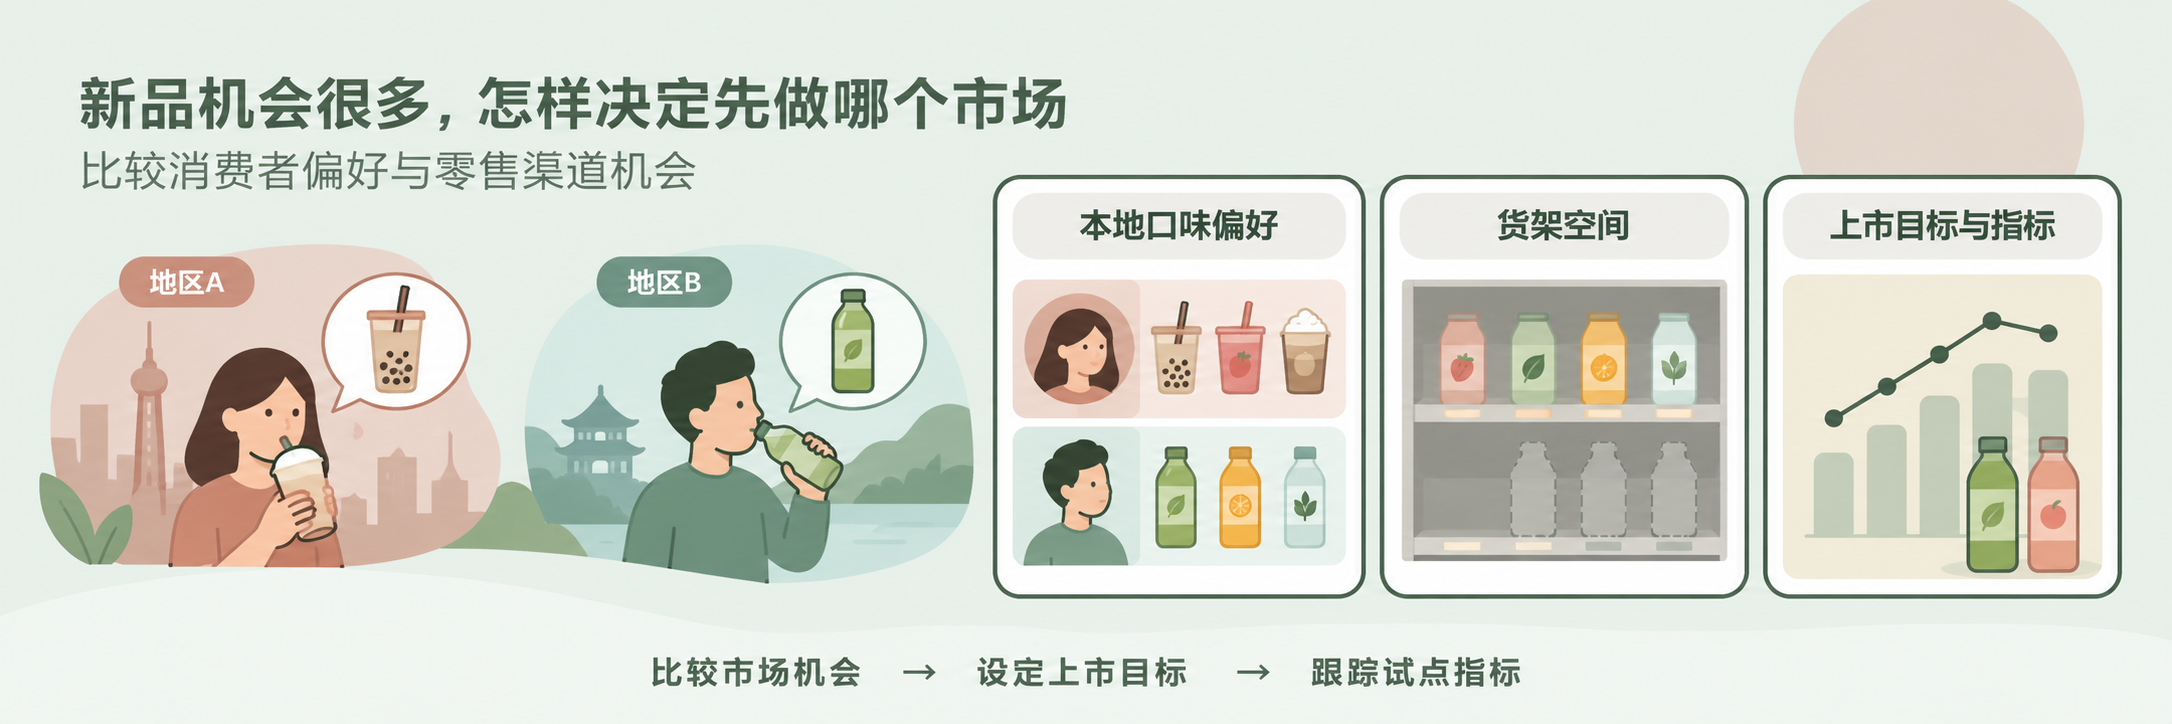 新品机会很多，怎样决定先做哪个市场
比较消费者偏好与零售渠道机会
地区A
地区B
本地口味偏好
货架空间
上市目标与指标
比较市场机会 → 设定上市目标 → 跟踪试点指标